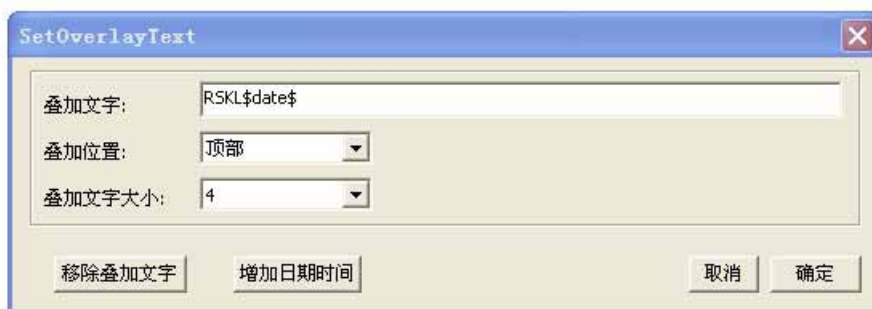 SetOverlayText
叠加文字: RSKL$date$
叠加位置: 顶部
叠加文字大小: 4
移除叠加文字 增加日期时间 取消 确定